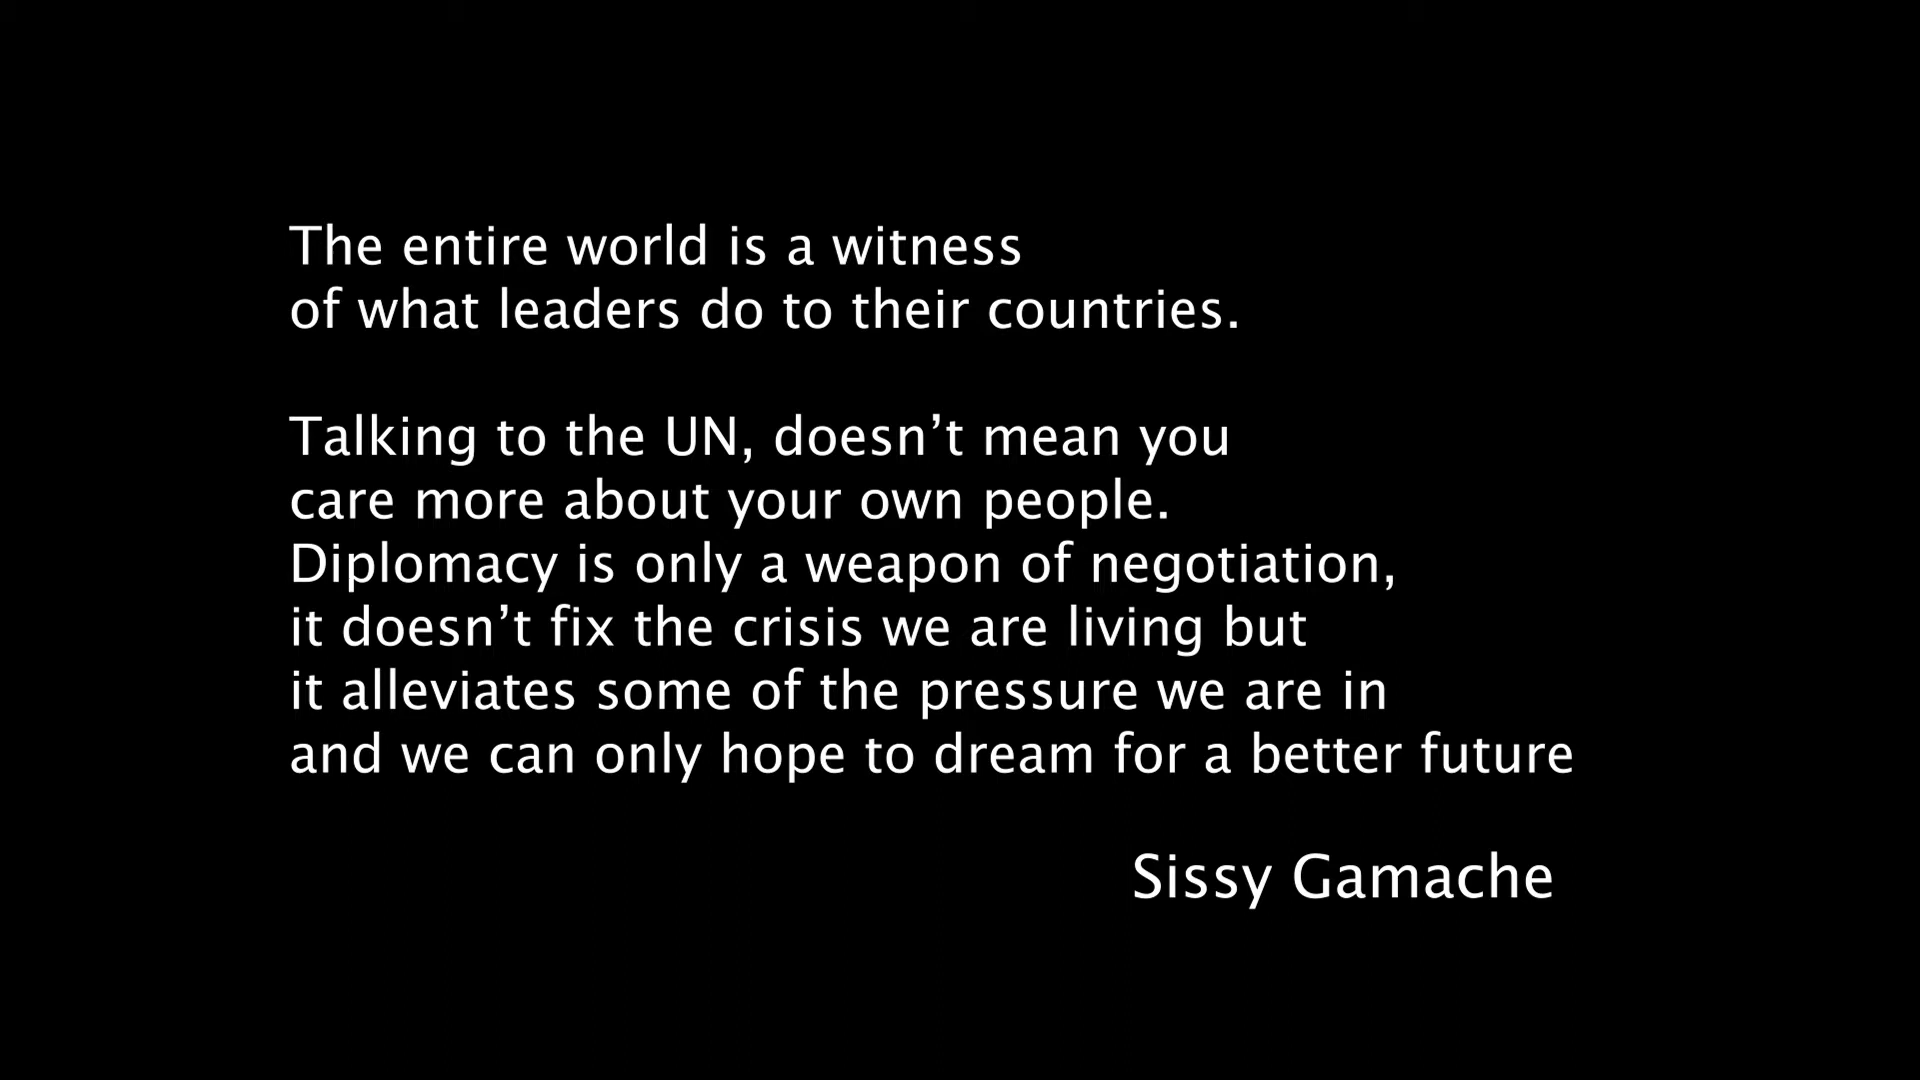 The entire world is a witness
of what leaders do to their countries.
Talking to the UN, doesn’t mean you
care more about your own people.
Diplomacy is only a weapon of negotiation,
it doesn’t fix the crisis we are living but
it alleviates some of the pressure we are in
and we can only hope to dream for a better future
Sissy Gamache